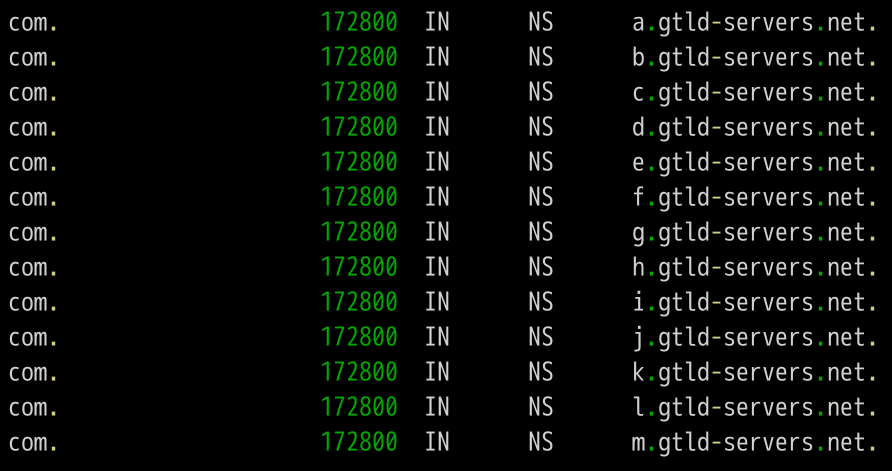 com. 172800 IN NS a.gtld-servers.net.
com. 172800 IN NS b.gtld-servers.net.
com. 172800 IN NS c.gtld-servers.net.
com. 172800 IN NS d.gtld-servers.net.
com. 172800 IN NS e.gtld-servers.net.
com. 172800 IN NS f.gtld-servers.net.
com. 172800 IN NS g.gtld-servers.net.
com. 172800 IN NS h.gtld-servers.net.
com. 172800 IN NS i.gtld-servers.net.
com. 172800 IN NS j.gtld-servers.net.
com. 172800 IN NS k.gtld-servers.net.
com. 172800 IN NS l.gtld-servers.net.
com. 172800 IN NS m.gtld-servers.net.